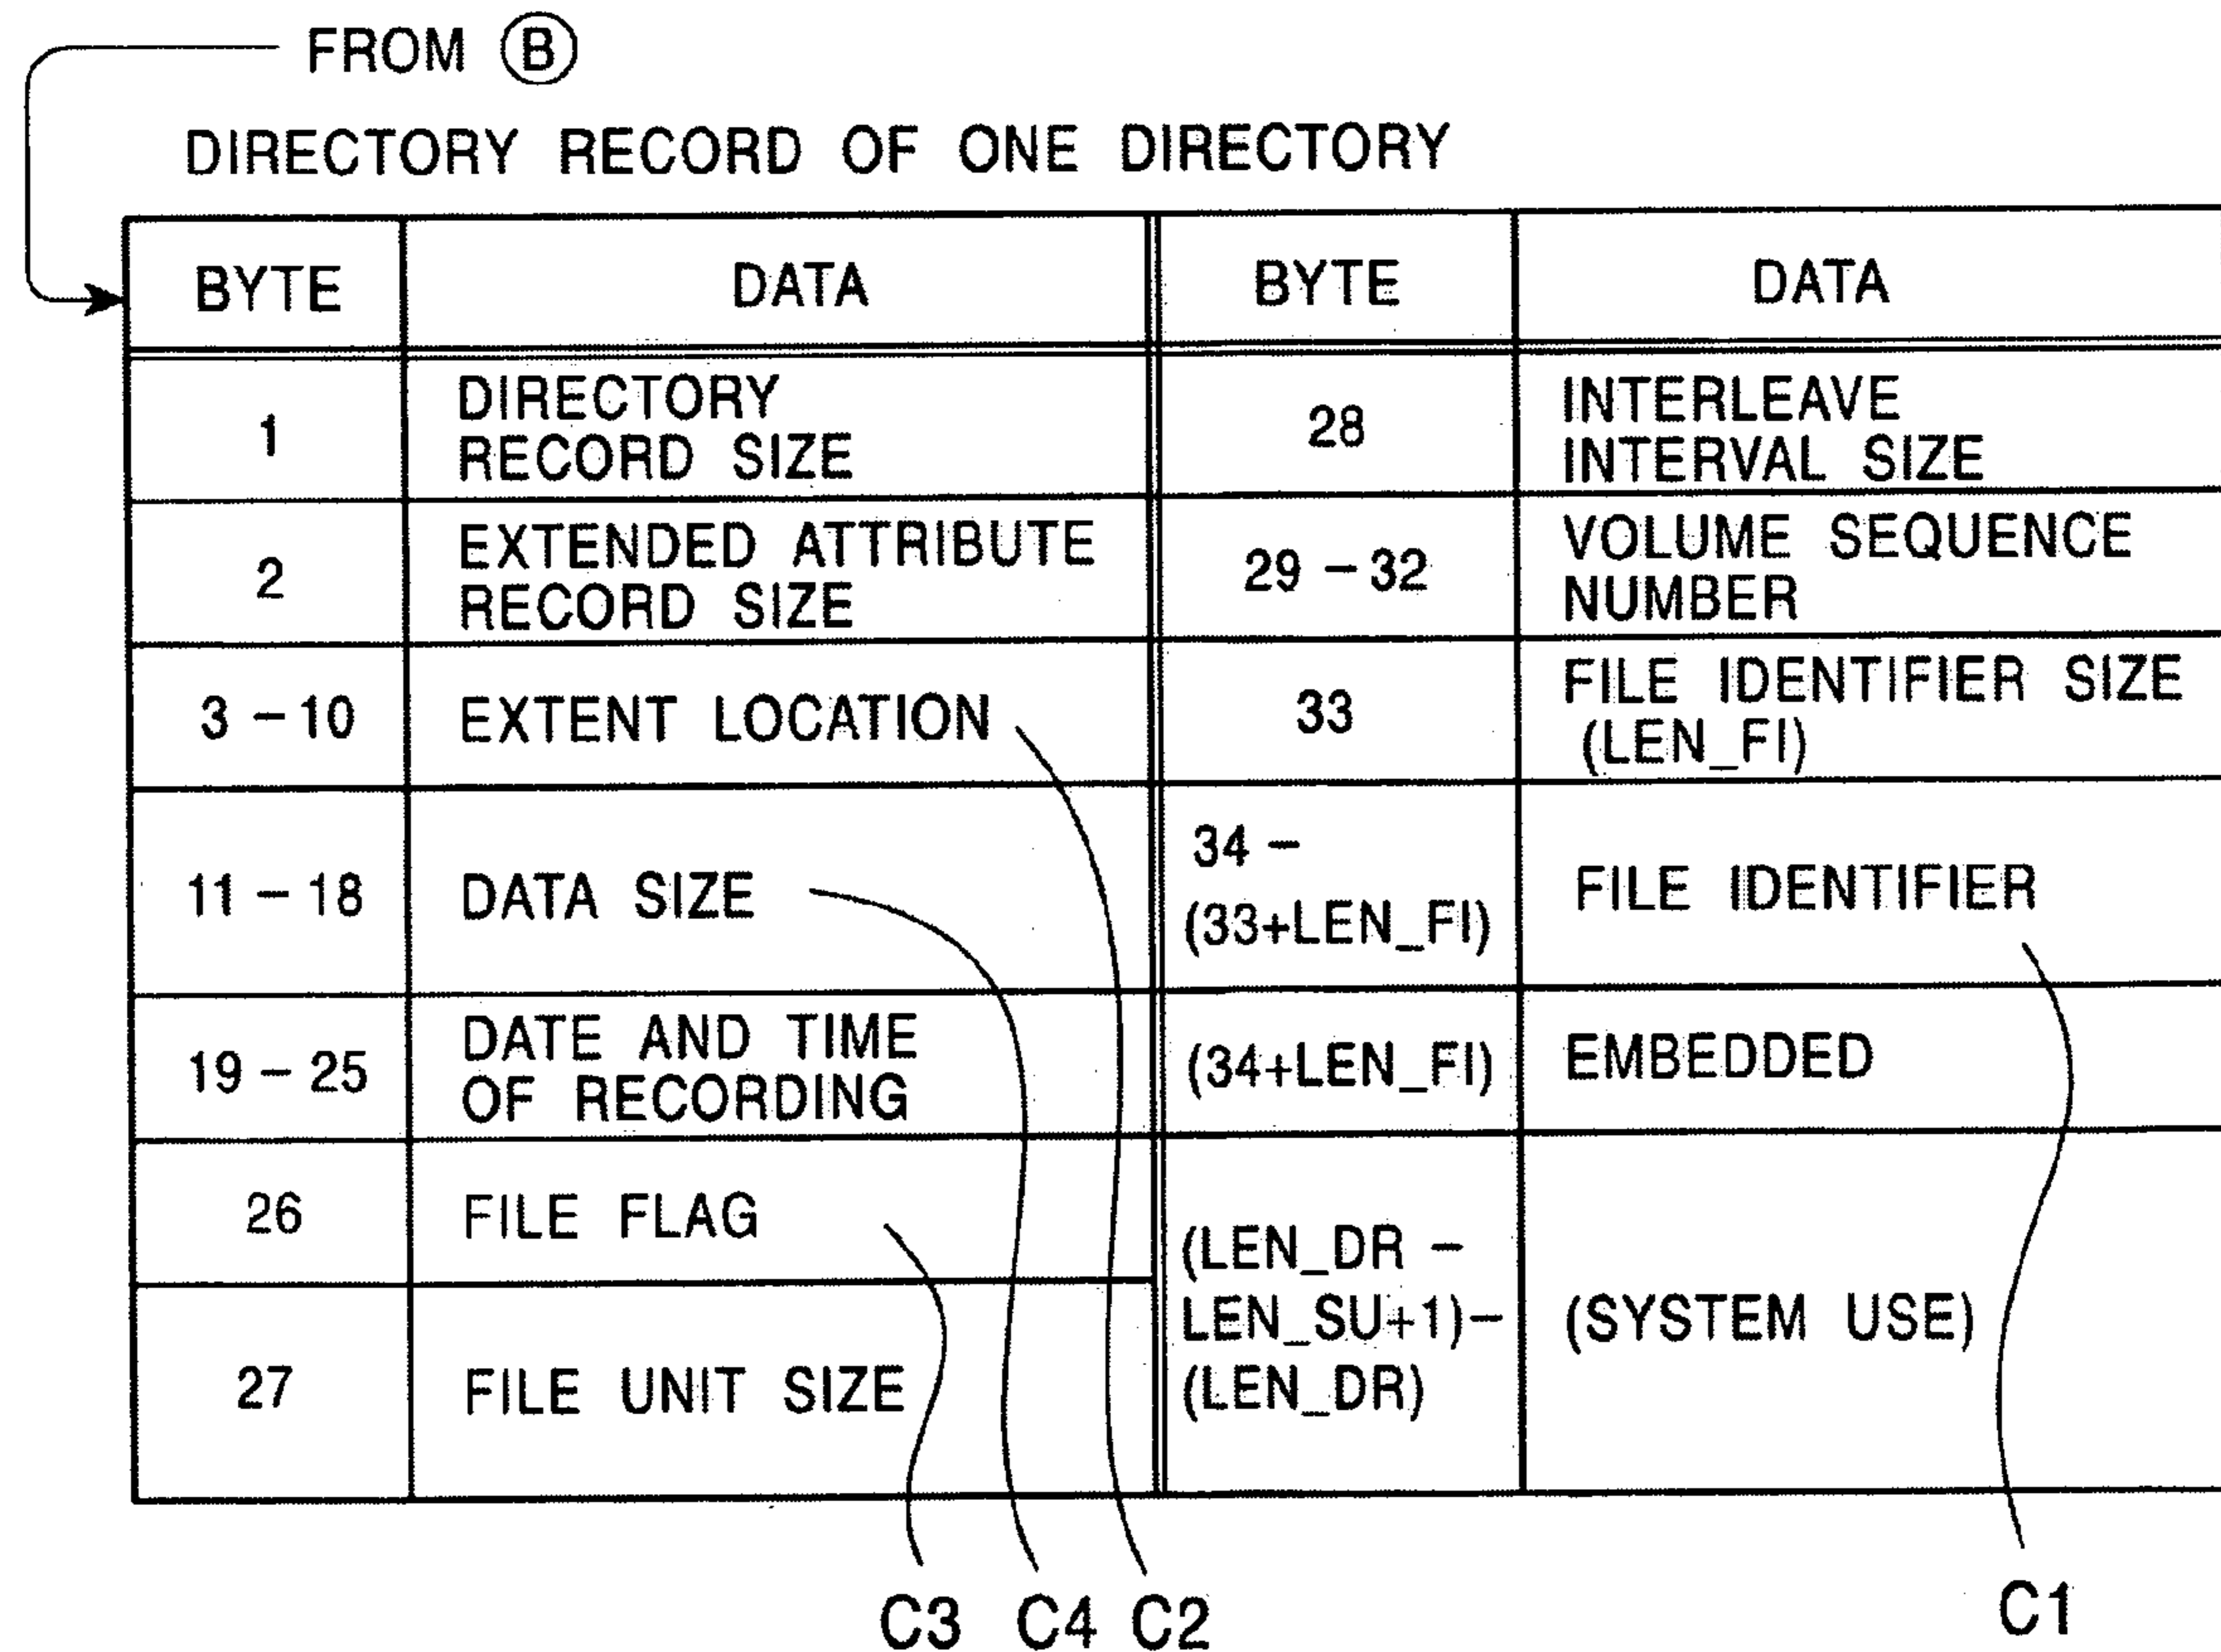 FROM B
DIRECTORY RECORD OF ONE DIRECTORY
BYTE DATA BYTE DATA
1 DIRECTORY
RECORD SIZE
28 INTERLEAVE
INTERVAL SIZE
2 EXTENDED ATTRIBUTE
RECORD SIZE
29 – 32 VOLUME SEQUENCE
NUMBER
3 – 10 EXTENT LOCATION
33 FILE IDENTIFIER SIZE
(LEN_FI)
11 – 18 DATA SIZE
34 –
(33+LEN_FI)
FILE IDENTIFIER
19 – 25 DATE AND TIME
OF RECORDING
(34+LEN_FI) EMBEDDED
26 FILE FLAG
27 FILE UNIT SIZE
(LEN_DR –
LEN_SU+1)–
(LEN_DR)
(SYSTEM USE)
C3 C4 C2 C1